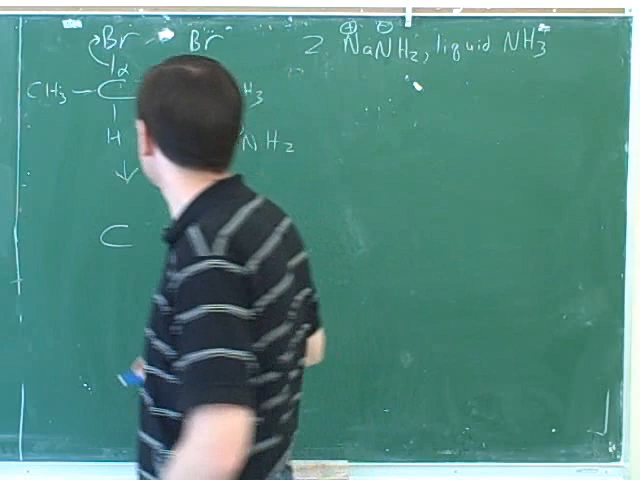 Br Br 2 NaNH₂, liquid NH₃
α
CH₃ — C H₃
H NH₂
C